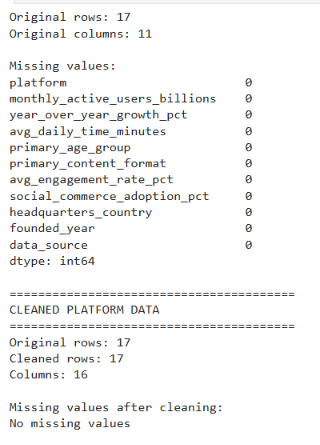 Original rows: 17
Original columns: 11
Missing values:
platform 0
monthly_active_users_billions 0
year_over_year_growth_pct 0
avg_daily_time_minutes 0
primary_age_group 0
primary_content_format 0
avg_engagement_rate_pct 0
social_commerce_adoption_pct 0
headquarters_country 0
founded_year 0
data_source 0
dtype: int64
========================================
CLEANED PLATFORM DATA
========================================
Original rows: 17
Cleaned rows: 17
Columns: 16
Missing values after cleaning:
No missing values